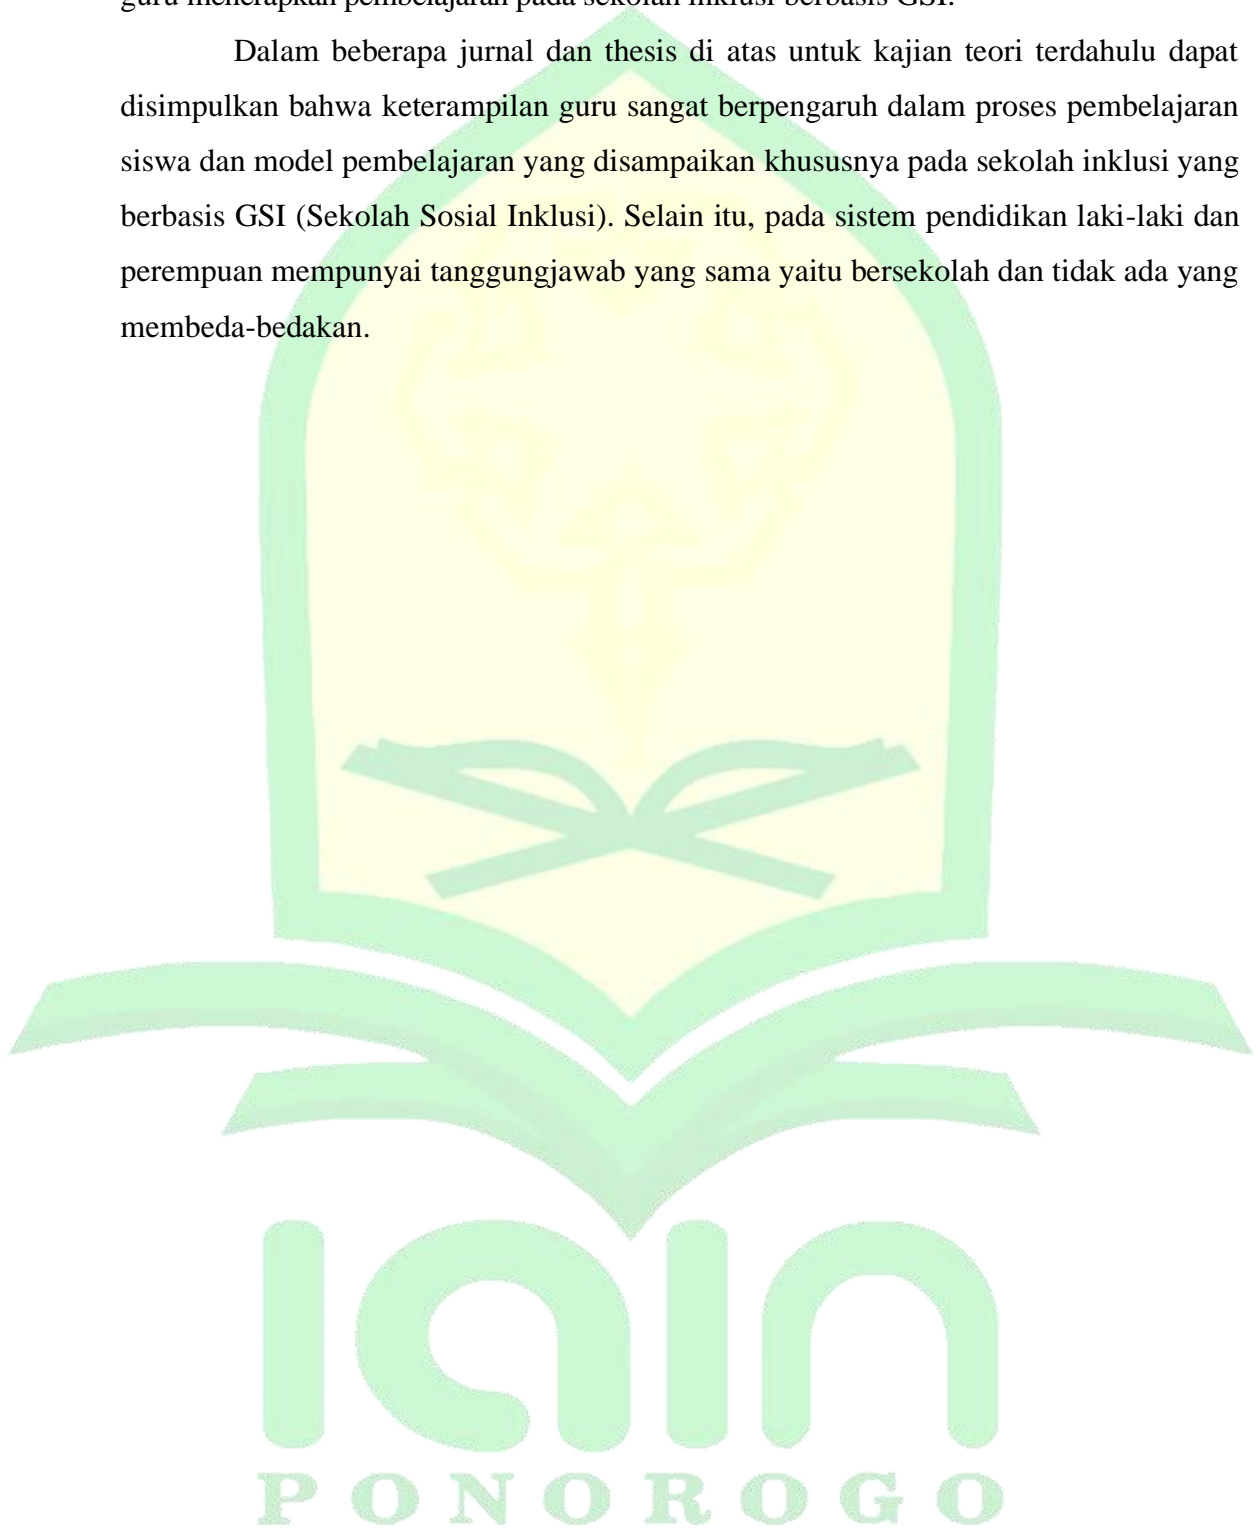 guru menerapkan pembelajaran pada sekolah inklusi berbasis GSI.
Dalam beberapa jurnal dan thesis di atas untuk kajian teori terdahulu dapat
disimpulkan bahwa keterampilan guru sangat berpengaruh dalam proses pembelajaran
siswa dan model pembelajaran yang disampaikan khususnya pada sekolah inklusi yang
berbasis GSI (Sekolah Sosial Inklusi). Selain itu, pada sistem pendidikan laki-laki dan
perempuan mempunyai tanggungjawab yang sama yaitu bersekolah dan tidak ada yang
membeda-bedakan.
IAIN
PONOROGO